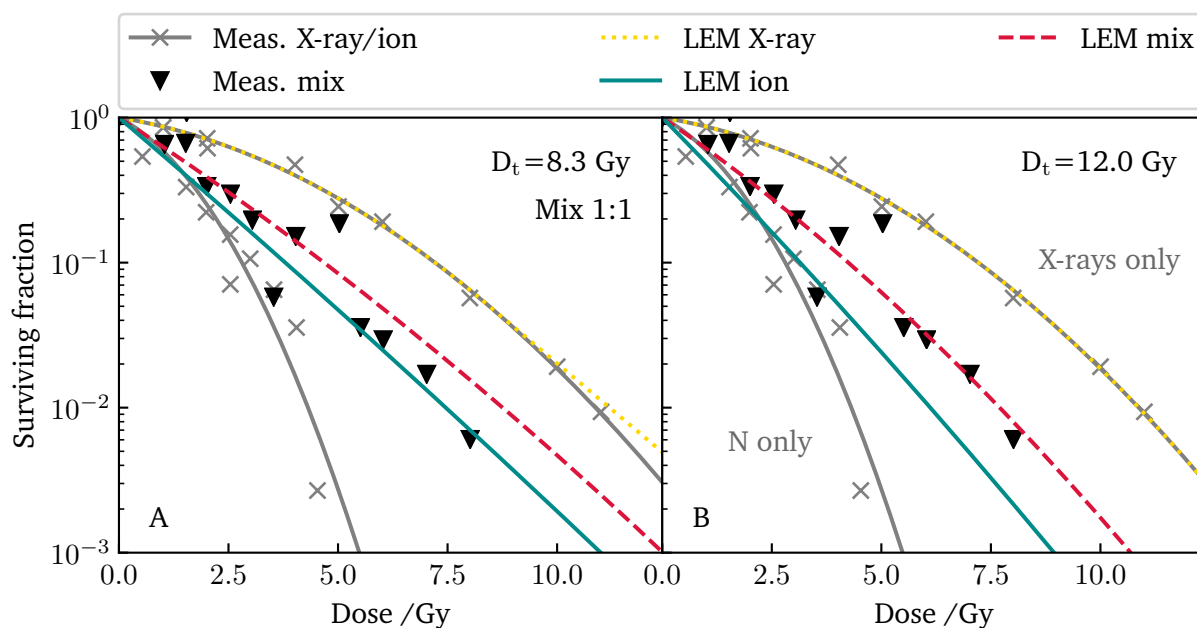 Meas. X-ray/ion LEM X-ray LEM mix
Meas. mix LEM ion
Surviving fraction
10⁰
10⁻¹
10⁻²
10⁻³
D_t=8.3 Gy
Mix 1:1
A
0.0 2.5 5.0 7.5 10.0
Dose /Gy
D_t=12.0 Gy
X-rays only
N only
B
0.0 2.5 5.0 7.5 10.0
Dose /Gy